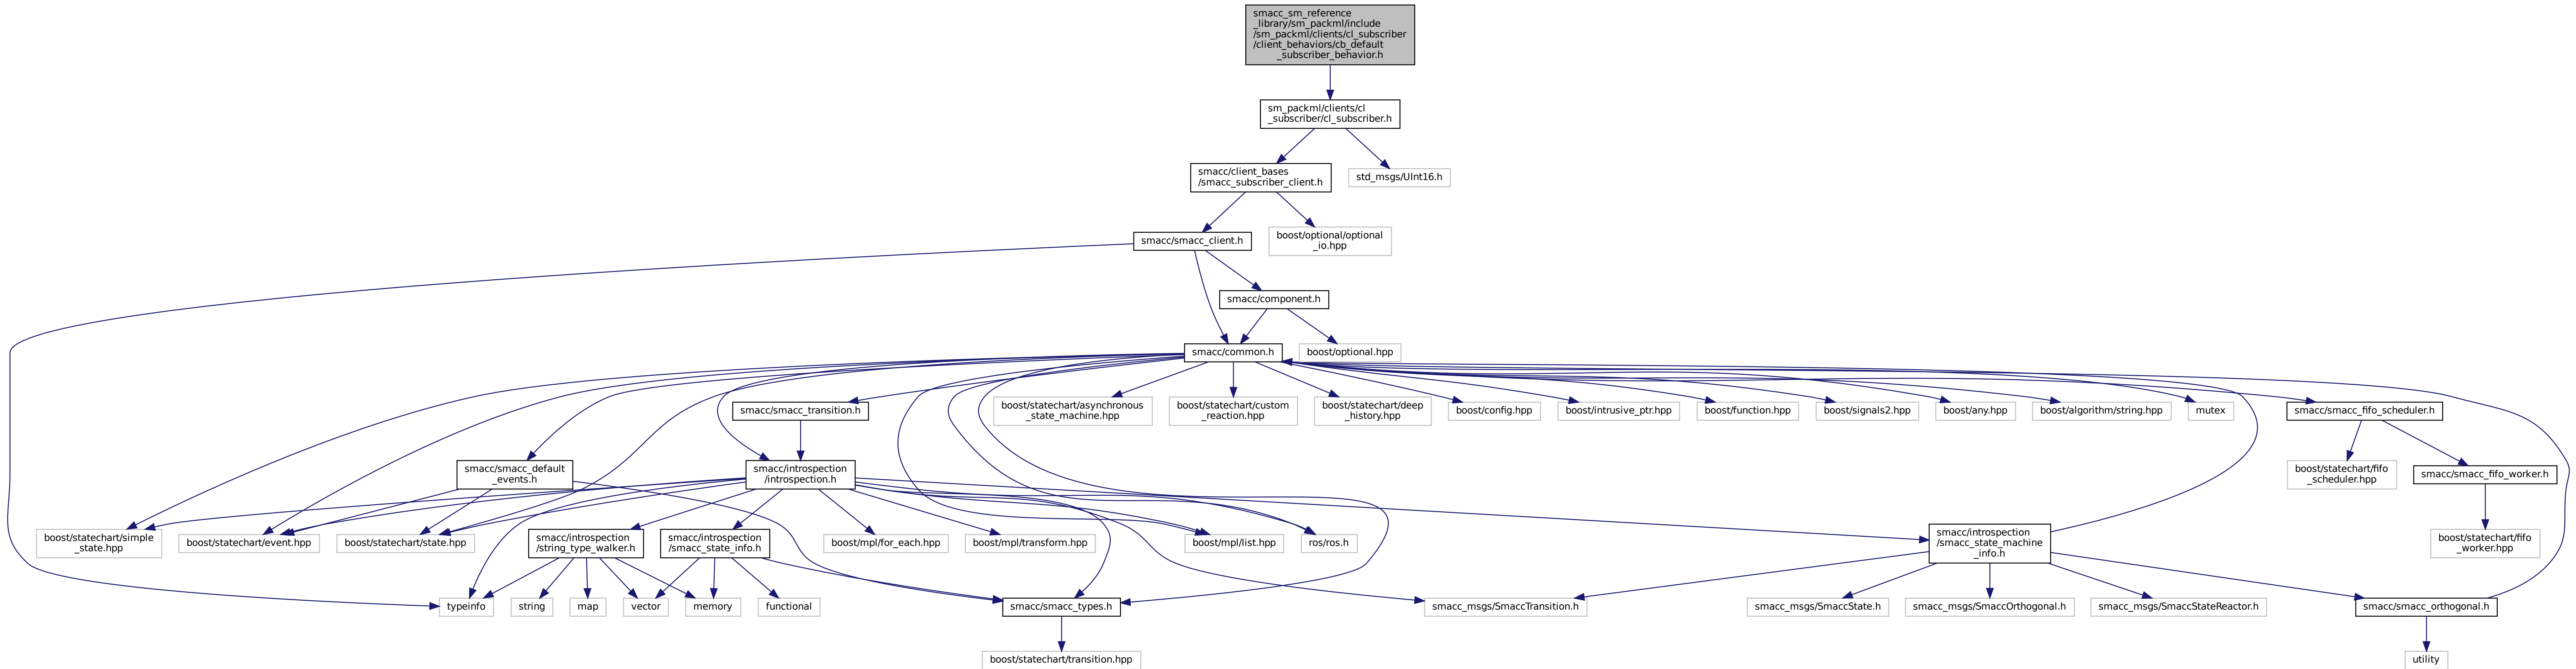 smacc_sm_reference
_library/sm_packml/include
/sm_packml/clients/cl_subscriber
/client_behaviors/cb_default
_subscriber_behavior.h
sm_packml/clients/cl
_subscriber/cl_subscriber.h
smacc/client_bases
/smacc_subscriber_client.h
std_msgs/UInt16.h
smacc/smacc_client.h
boost/optional/optional
_io.hpp
smacc/component.h
smacc/common.h
boost/optional.hpp
smacc/smacc_transition.h
boost/statechart/asynchronous
_state_machine.hpp
boost/statechart/custom
_reaction.hpp
boost/statechart/deep
_history.hpp
boost/config.hpp
boost/intrusive_ptr.hpp
boost/function.hpp
boost/signals2.hpp
boost/any.hpp
boost/algorithm/string.hpp
mutex
smacc/smacc_fifo_scheduler.h
smacc/smacc_default
_events.h
smacc/introspection
/introspection.h
boost/statechart/fifo
_scheduler.hpp
smacc/smacc_fifo_worker.h
boost/statechart/simple
_state.hpp
boost/statechart/event.hpp
boost/statechart/state.hpp
smacc/introspection
/string_type_walker.h
smacc/introspection
/smacc_state_info.h
boost/mpl/for_each.hpp
boost/mpl/transform.hpp
boost/mpl/list.hpp
ros/ros.h
smacc/introspection
/smacc_state_machine
_info.h
boost/statechart/fifo
_worker.hpp
typeinfo
string
map
vector
memory
functional
smacc/smacc_types.h
smacc_msgs/SmaccTransition.h
smacc_msgs/SmaccState.h
smacc_msgs/SmaccOrthogonal.h
smacc_msgs/SmaccStateReactor.h
smacc/smacc_orthogonal.h
boost/statechart/transition.hpp
utility